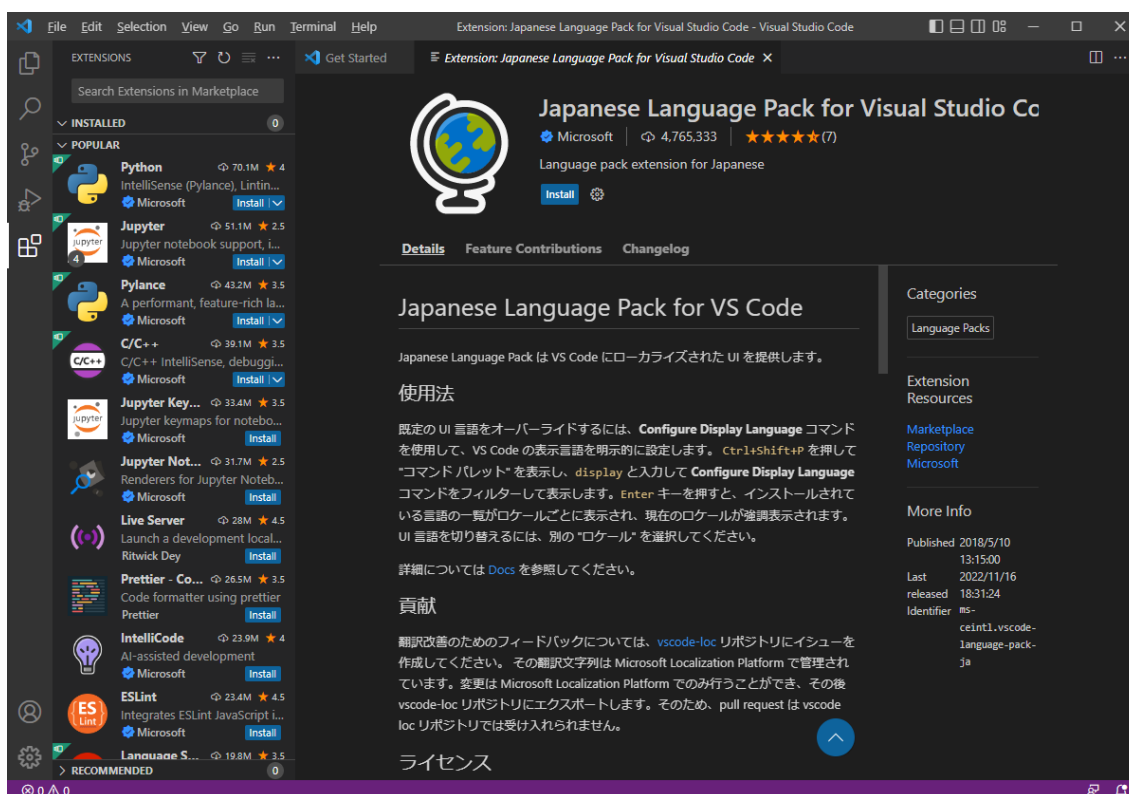 File Edit Selection View Go Run Terminal Help
Extension: Japanese Language Pack for Visual Studio Code - Visual Studio Code
EXTENSIONS
Get Started
Extension: Japanese Language Pack for Visual Studio Code
Search Extensions in Marketplace
INSTALLED 0
POPULAR
Python 70.1M ★ 4
IntelliSense (Pylance), Lintin...
Microsoft Install
Jupyter 51.1M ★ 2.5
Jupyter notebook support, i...
Microsoft Install
jupyter
4
Pylance 43.2M ★ 3.5
A performant, feature-rich la...
Microsoft Install
C/C++ 39.1M ★ 3.5
C/C++ IntelliSense, debuggi...
Microsoft Install
C/C++
Jupyter Key... 33.4M ★ 3.5
Jupyter keymaps for notebo...
Microsoft Install
jupyter
Jupyter Not... 31.7M ★ 2.5
Renderers for Jupyter Noteb...
Microsoft Install
Live Server 28M ★ 4.5
Launch a development local...
Ritwick Dey Install
Prettier - Co... 26.5M ★ 3.5
Code formatter using prettier
Prettier Install
IntelliCode 23.9M ★ 4
AI-assisted development
Microsoft Install
ESLint 23.4M ★ 4.5
Integrates ESLint JavaScript i...
Microsoft Install
ES
Lint
Language S... 19.8M ★ 3.5
RECOMMENDED 0
0 0
Japanese Language Pack for Visual Studio Co
Microsoft 4,765,333 ★★★★★(7)
Language pack extension for Japanese
Install
Details Feature Contributions Changelog
Japanese Language Pack for VS Code
Japanese Language Pack は VS Code にローカライズされた UI を提供します。
使用法
既定の UI 言語をオーバーライドするには、Configure Display Language コマンド
を使用して、VS Code の表示言語を明示的に設定します。 Ctrl+Shift+P を押して
"コマンド パレット" を表示し、display と入力して Configure Display Language
コマンドをフィルターして表示します。Enter キーを押すと、インストールされて
いる言語の一覧がロケールごとに表示され、現在のロケールが強調表示されます。
UI 言語を切り替えるには、別の "ロケール" を選択してください。
詳細については Docs を参照してください。
貢献
翻訳改善のためのフィードバックについては、vscode-loc リポジトリにイシューを
作成してください。 その翻訳文字列は Microsoft Localization Platform で管理され
ています。変更は Microsoft Localization Platform でのみ行うことができ、その後
vscode-loc リポジトリにエクスポートします。そのため、pull request は vscode
loc リポジトリでは受け入れられません。
ライセンス
Categories
Language Packs
Extension
Resources
Marketplace
Repository
Microsoft
More Info
Published 2018/5/10
13:15:00
Last 2022/11/16
released 18:31:24
Identifier ms-
ceintl.vscode-
language-pack-
ja